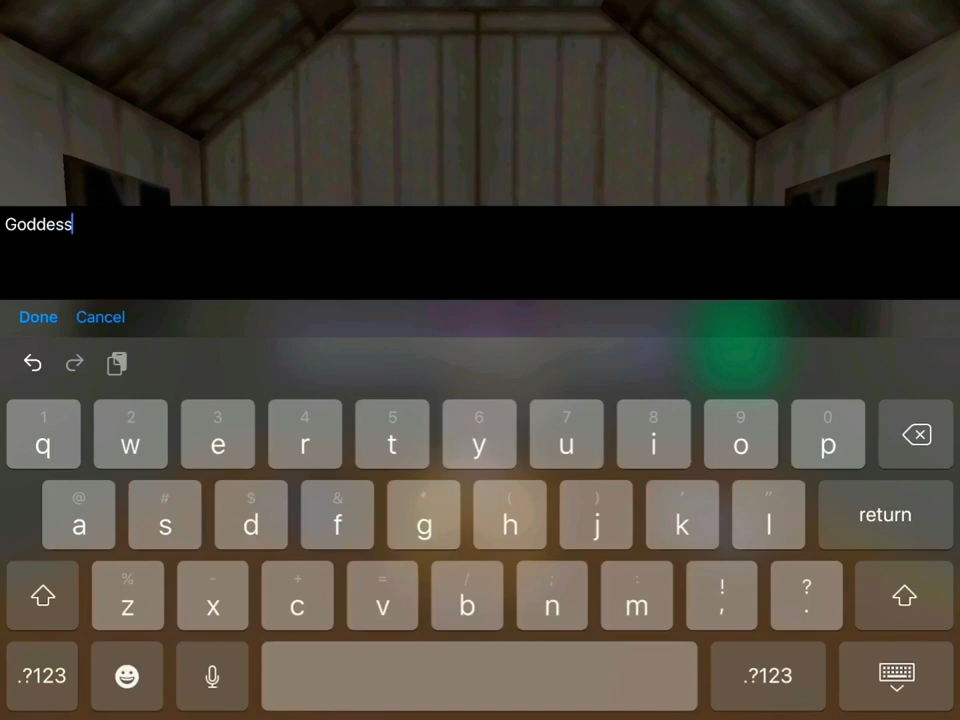 Goddess
Done Cancel
1 2 3 4 5 6 7 8 9 0
q w e r t y u i o p
@ # $ & * ( ) ' "
a s d f g h j k l return
% - + = / ; : ! ?
z x c v b n m , .
.?123 .?123